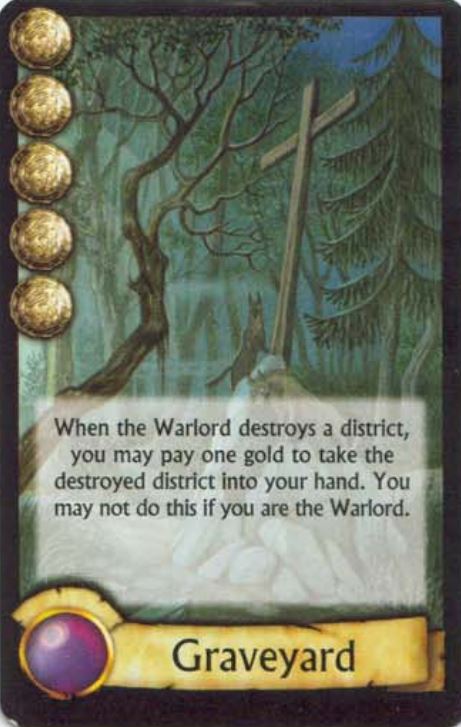 When the Warlord destroys a district,
you may pay one gold to take the
destroyed district into your hand. You
may not do this if you are the Warlord.
Graveyard